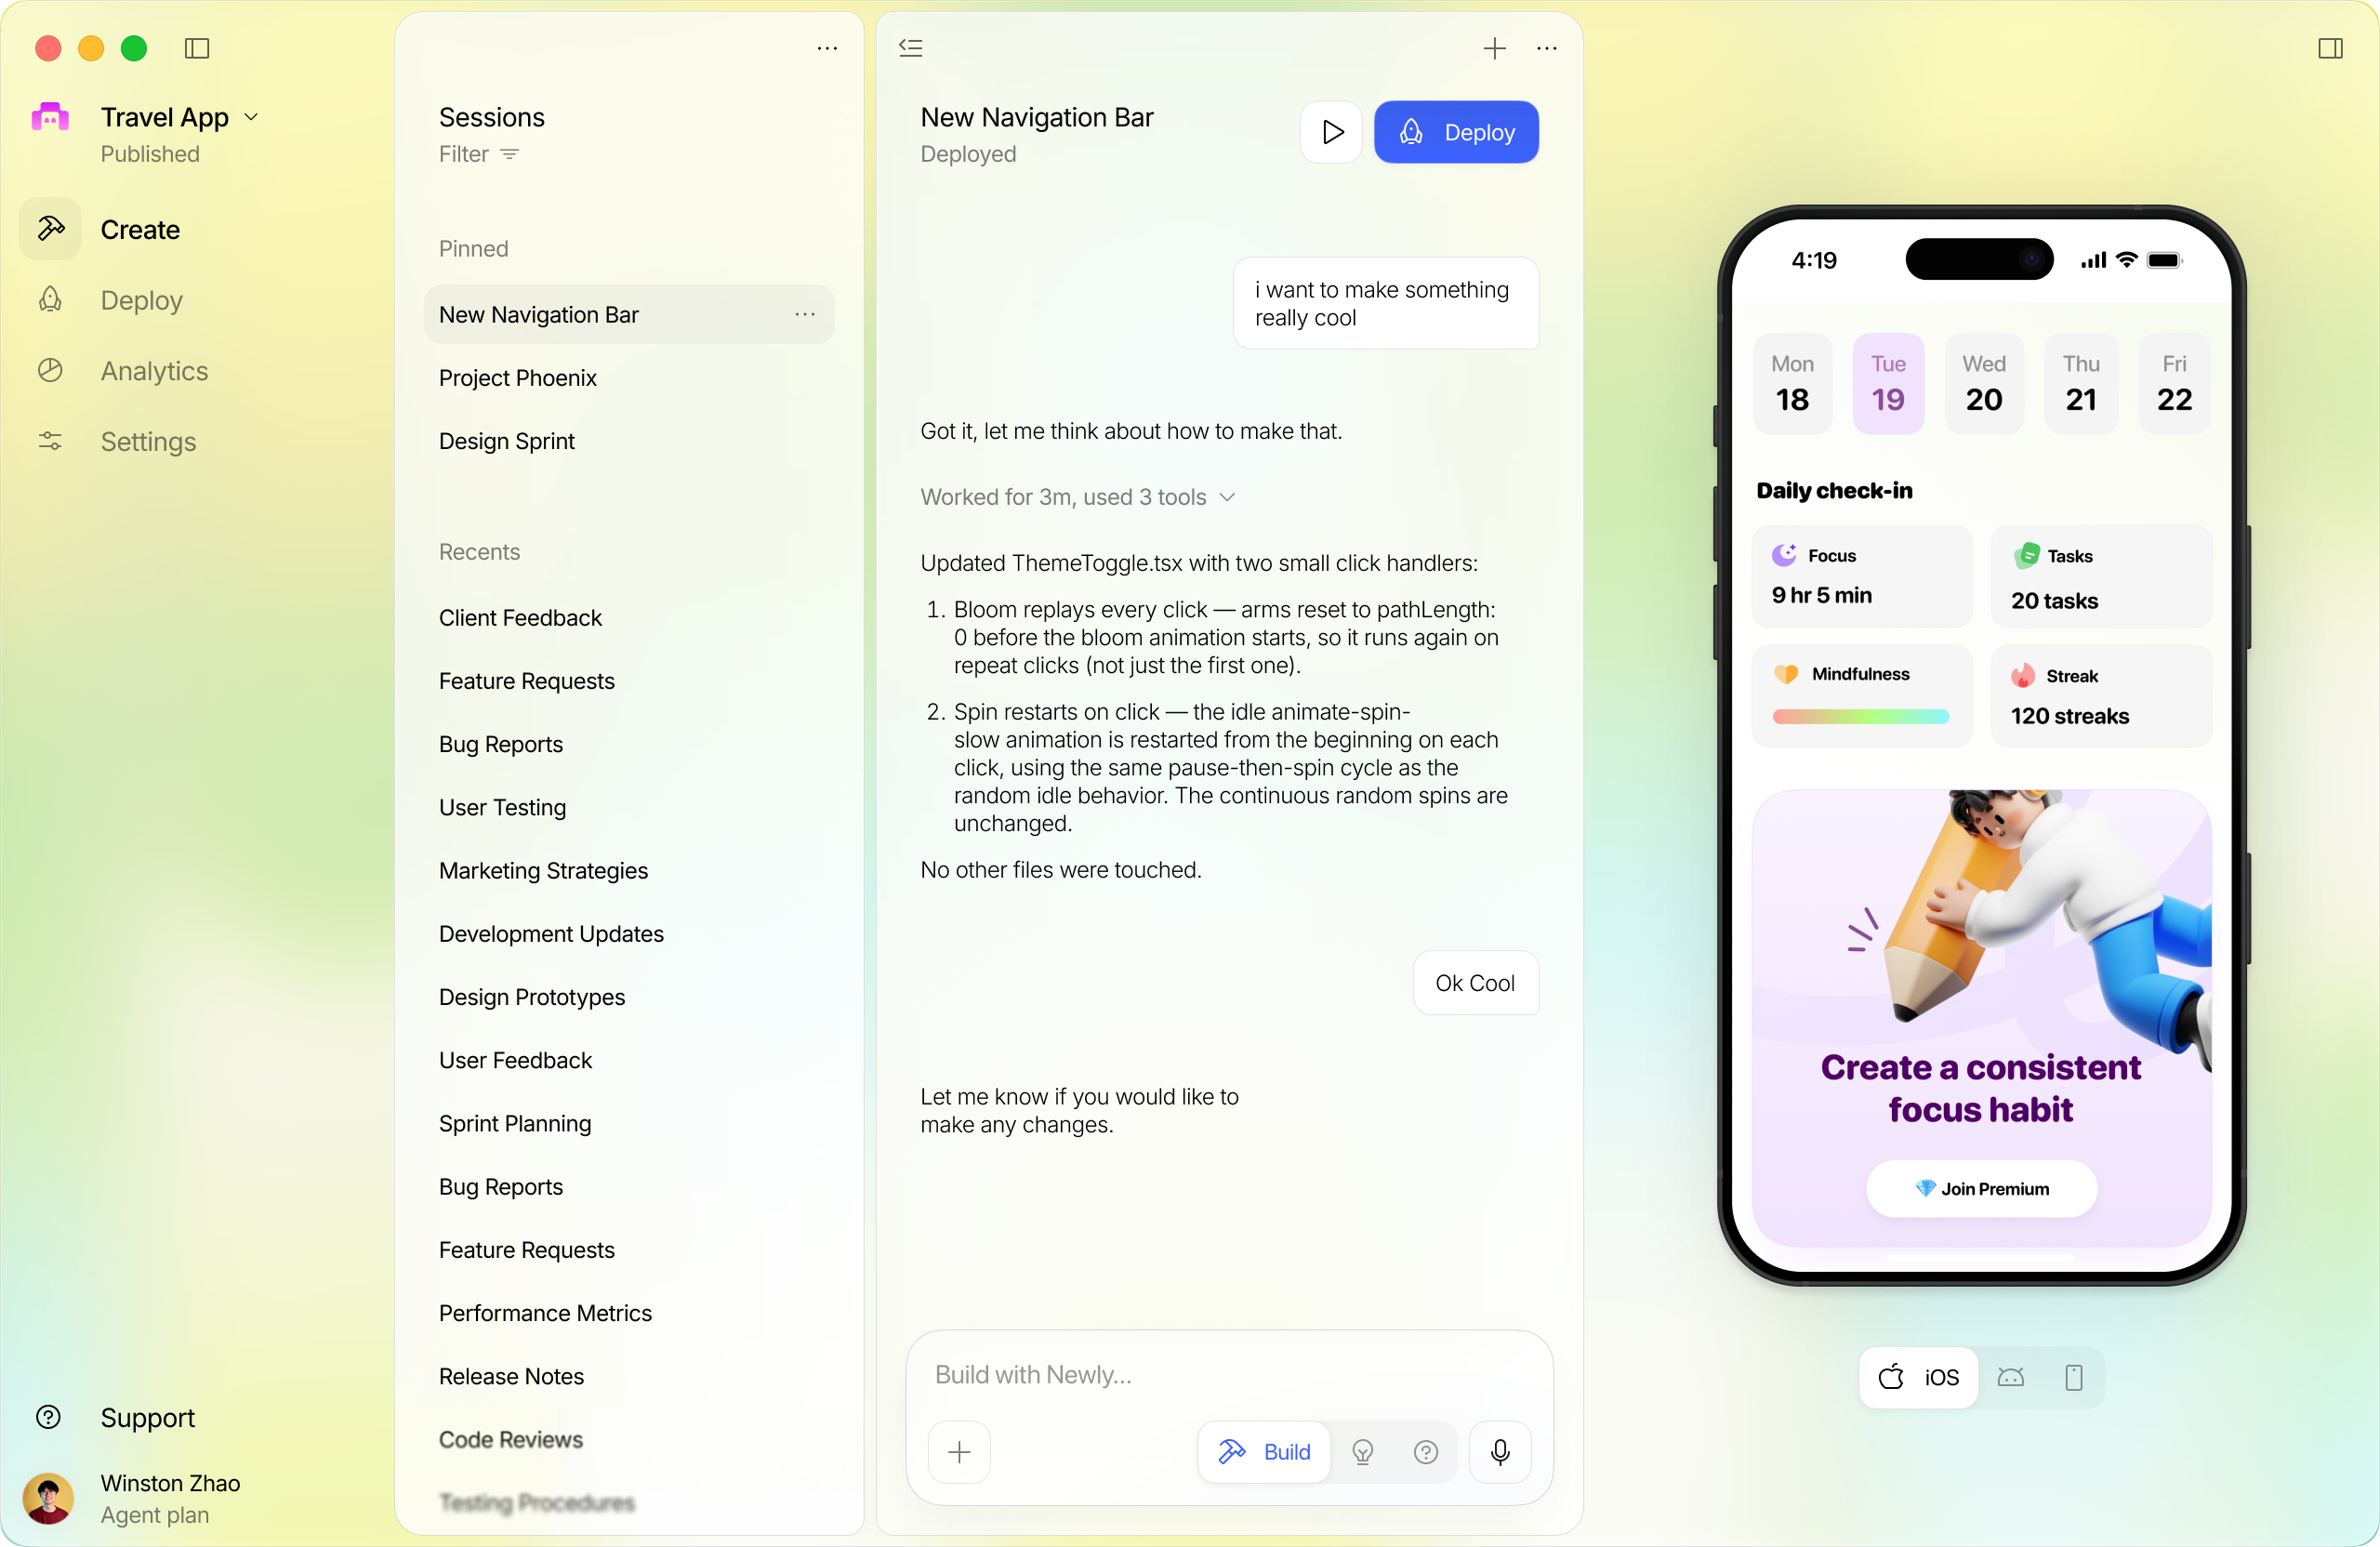 Travel App
Published
Create
Deploy
Analytics
Settings
Support
Winston Zhao
Agent plan
Sessions
Filter
Pinned
New Navigation Bar
Project Phoenix
Design Sprint
Recents
Client Feedback
Feature Requests
Bug Reports
User Testing
Marketing Strategies
Development Updates
Design Prototypes
User Feedback
Sprint Planning
Bug Reports
Feature Requests
Performance Metrics
Release Notes
Code Reviews
Testing Procedures
New Navigation Bar
Deployed
Deploy
i want to make something
really cool
Got it, let me think about how to make that.
Worked for 3m, used 3 tools
Updated ThemeToggle.tsx with two small click handlers:
1. Bloom replays every click — arms reset to pathLength:
0 before the bloom animation starts, so it runs again on
repeat clicks (not just the first one).
2. Spin restarts on click — the idle animate-spin-
slow animation is restarted from the beginning on each
click, using the same pause-then-spin cycle as the
random idle behavior. The continuous random spins are
unchanged.
No other files were touched.
Ok Cool
Let me know if you would like to
make any changes.
Build with Newly...
Build
4:19
Mon Tue Wed Thu Fri
18 19 20 21 22
Daily check-in
Focus
9 hr 5 min
Tasks
20 tasks
Mindfulness
Streak
120 streaks
Create a consistent
focus habit
Join Premium
iOS